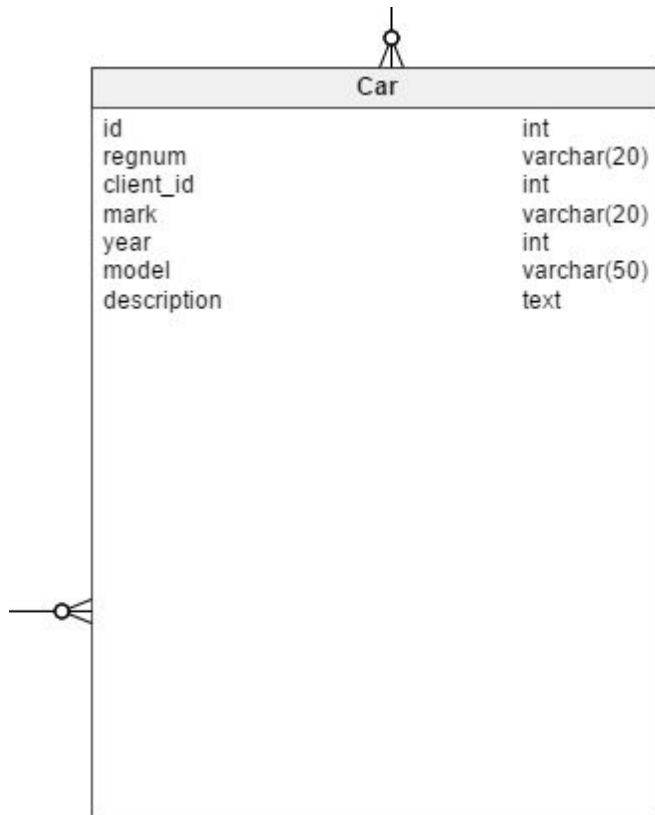 Car
id int
regnum varchar(20)
client_id int
mark varchar(20)
year int
model varchar(50)
description text